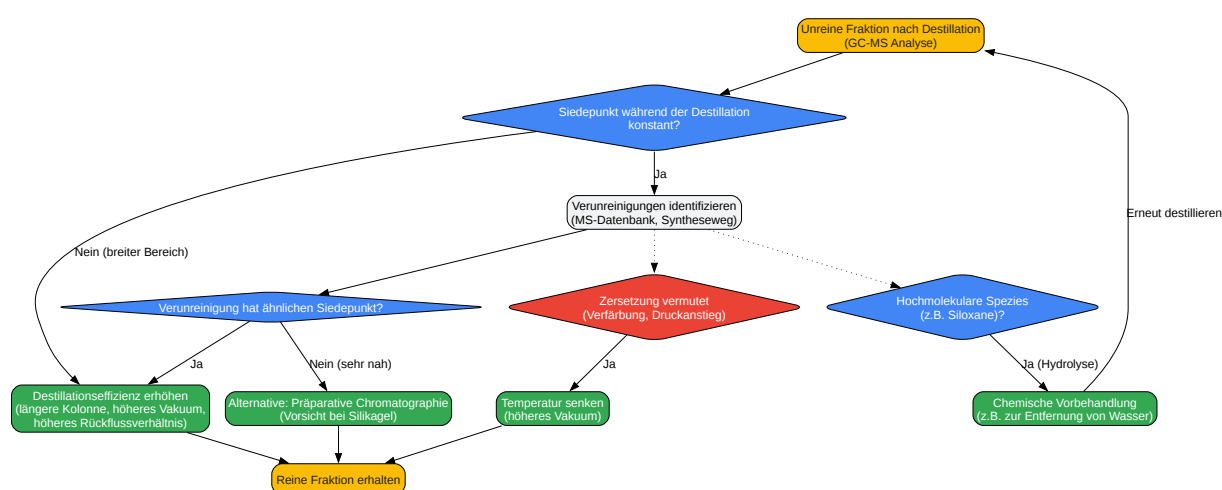 Unreine Fraktion nach Destillation
(GC-MS Analyse)
Siedepunkt während der Destillation
konstant?
Ja
Verunreinigungen identifizieren
(MS-Datenbank, Syntheseweg)
Erneut destillieren
Nein (breiter Bereich)
Verunreinigung hat ähnlichen Siedepunkt?
Zersetzung vermutet
(Verfärbung, Druckanstieg)
Hochmolekulare Spezies
(z.B. Siloxane)?
Ja
Nein (sehr nah)
Ja
Ja (Hydrolyse)
Destillationseffizienz erhöhen
(längere Kolonne, höheres Vakuum,
höheres Rückflussverhältnis)
Alternative: Präparative Chromatographie
(Vorsicht bei Silikagel)
Temperatur senken
(höheres Vakuum)
Chemische Vorbehandlung
(z.B. zur Entfernung von Wasser)
Reine Fraktion erhalten